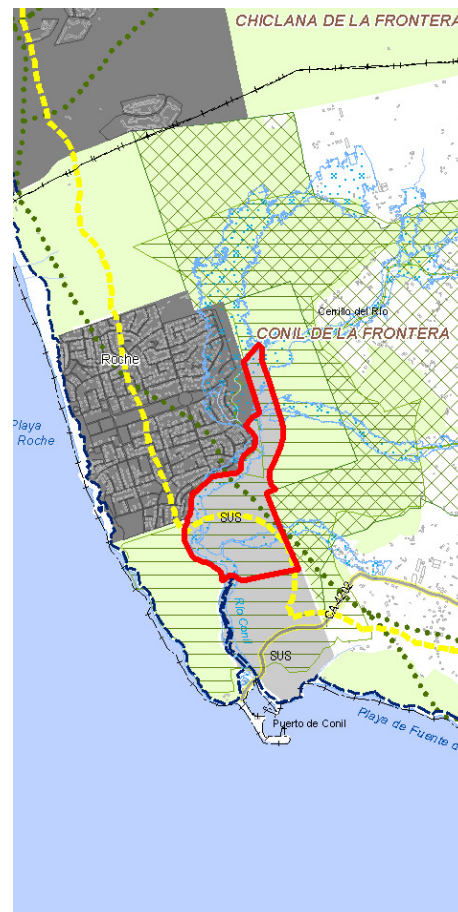 CHICLANA DE LA FRONTERA
Cerrillo del Río
CONIL DE LA FRONTERA
Roche
Playa
Roche
SUS
Río Conil
SUS
Puerto de Conil
Playa de Fuente d